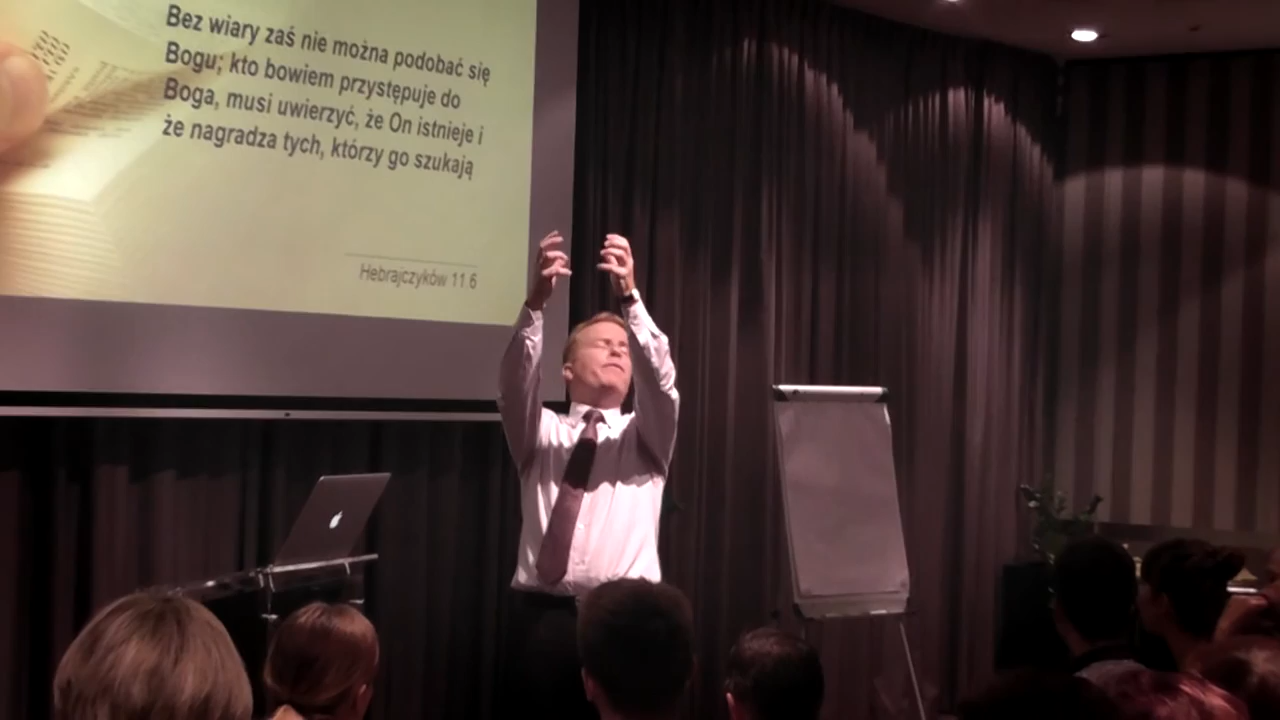 Bez wiary zaś nie można podobać się
Bogu; kto bowiem przystępuje do
Boga, musi uwierzyć, że On istnieje i
że nagradza tych, którzy go szukają
Hebrajczyków 11.6